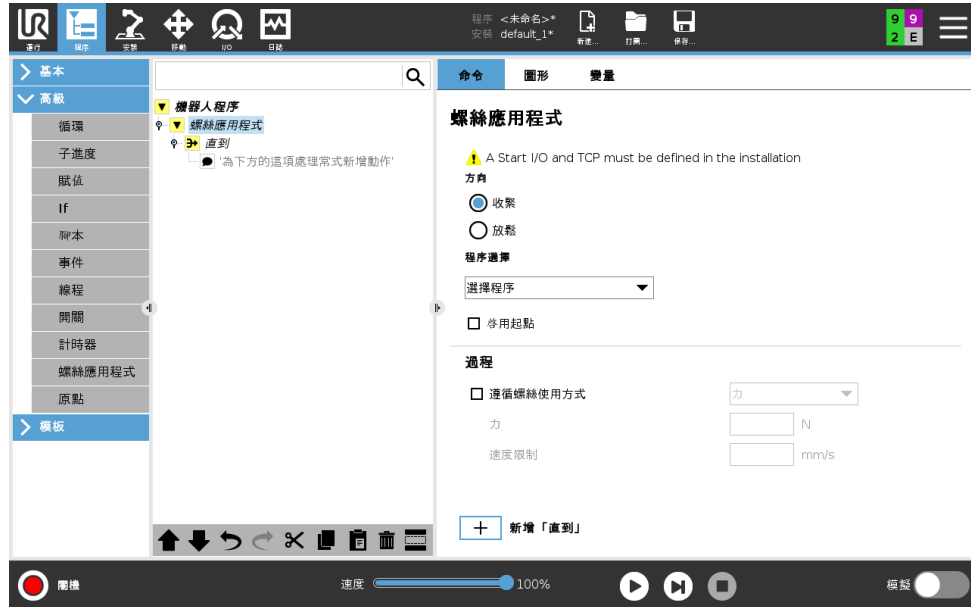 UR
運行
程序
安裝
移動
I/O
日誌
程序 <未命名>*
安裝 default_1*
新建...
打開...
保存...
9 9
2 E
基本
高級
循環
子進度
賦值
If
腳本
事件
線程
開關
計時器
螺絲應用程式
原點
模板
機器人程序
螺絲應用程式
直到
'為下方的這項處理常式新增動作'
命令 圖形 變量
螺絲應用程式
A Start I/O and TCP must be defined in the installation
方向
收緊
放鬆
程序選擇
選擇程序
啓用起點
過程
遵循螺絲使用方式 力
力 N
速度限制 mm/s
新增「直到」
關機
速度 100%
模擬